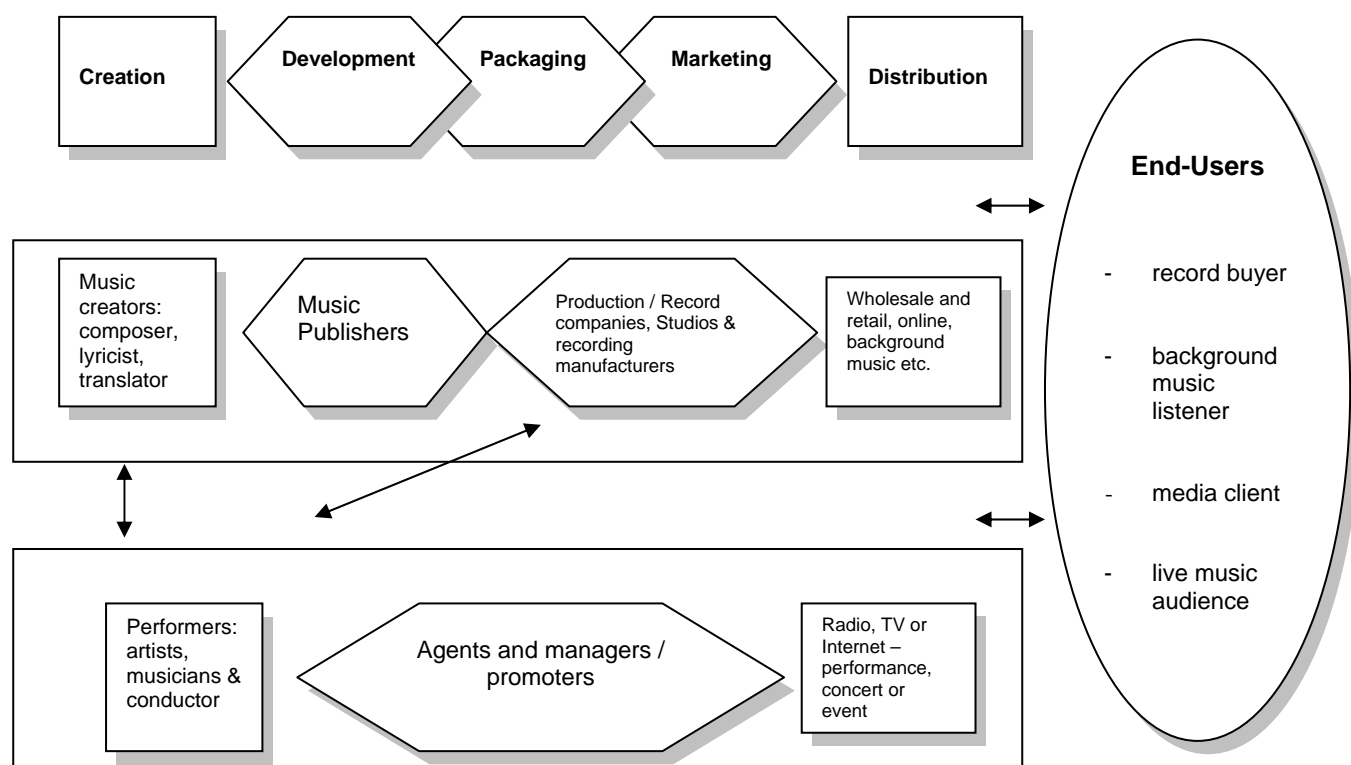 Creation
Development
Packaging
Marketing
Distribution
End-Users
- record buyer
- background
music
listener
- media client
- live music
audience
Music
creators:
composer,
lyricist,
translator
Music
Publishers
Production / Record
companies, Studios &
recording
manufacturers
Wholesale and
retail, online,
background
music etc.
Performers:
artists,
musicians &
conductor
Agents and managers /
promoters
Radio, TV or
Internet –
performance,
concert or
event